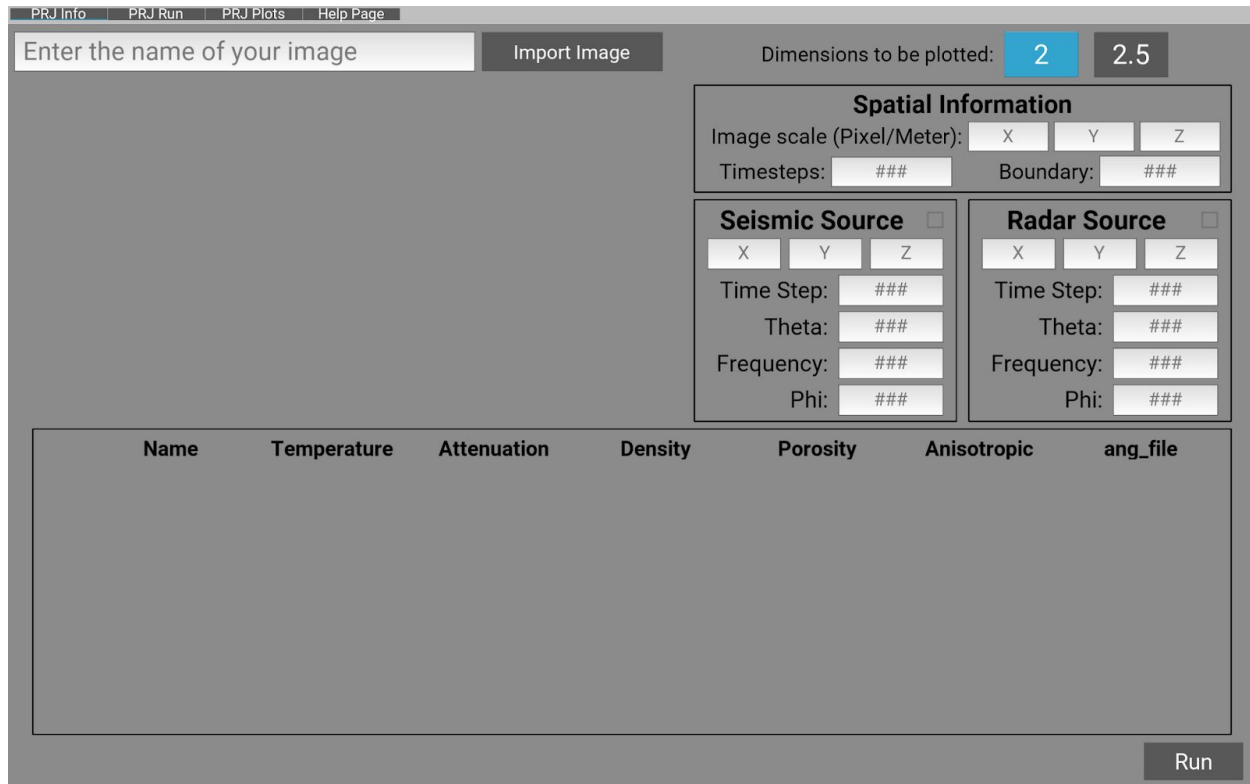 PRJ Info PRJ Run PRJ Plots Help Page
Enter the name of your image Import Image Dimensions to be plotted: 2 2.5
Spatial Information
Image scale (Pixel/Meter): X Y Z
Timesteps: ### Boundary: ###
Seismic Source Radar Source
X Y Z X Y Z
Time Step: ### Time Step: ###
Theta: ### Theta: ###
Frequency: ### Frequency: ###
Phi: ### Phi: ###
Name Temperature Attenuation Density Porosity Anisotropic ang_file
Run